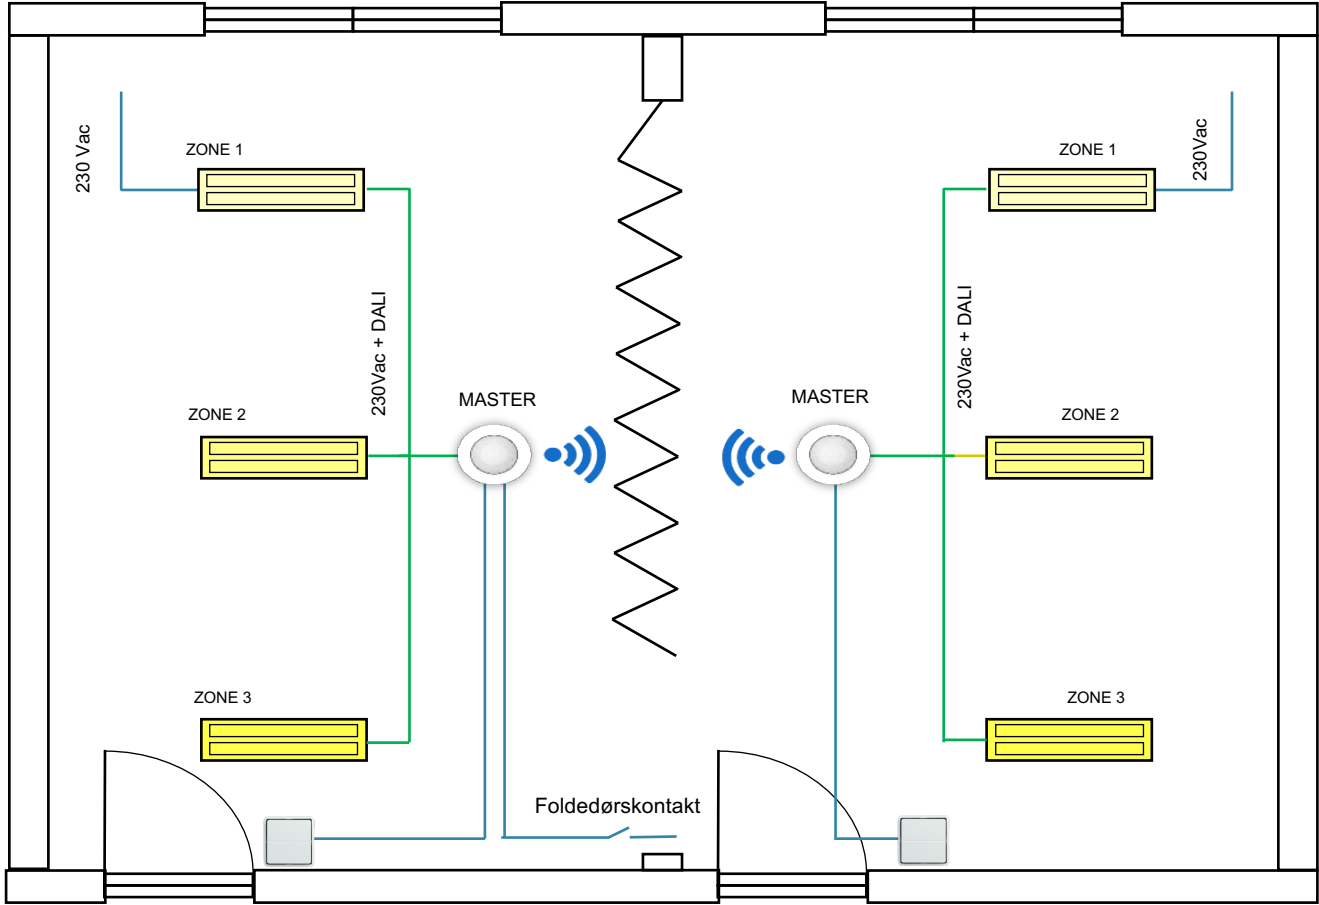 230 Vac
ZONE 1
ZONE 1
230Vac
230Vac + DALI
230Vac + DALI
MASTER
MASTER
ZONE 2
ZONE 2
ZONE 3
ZONE 3
Foldedørskontakt